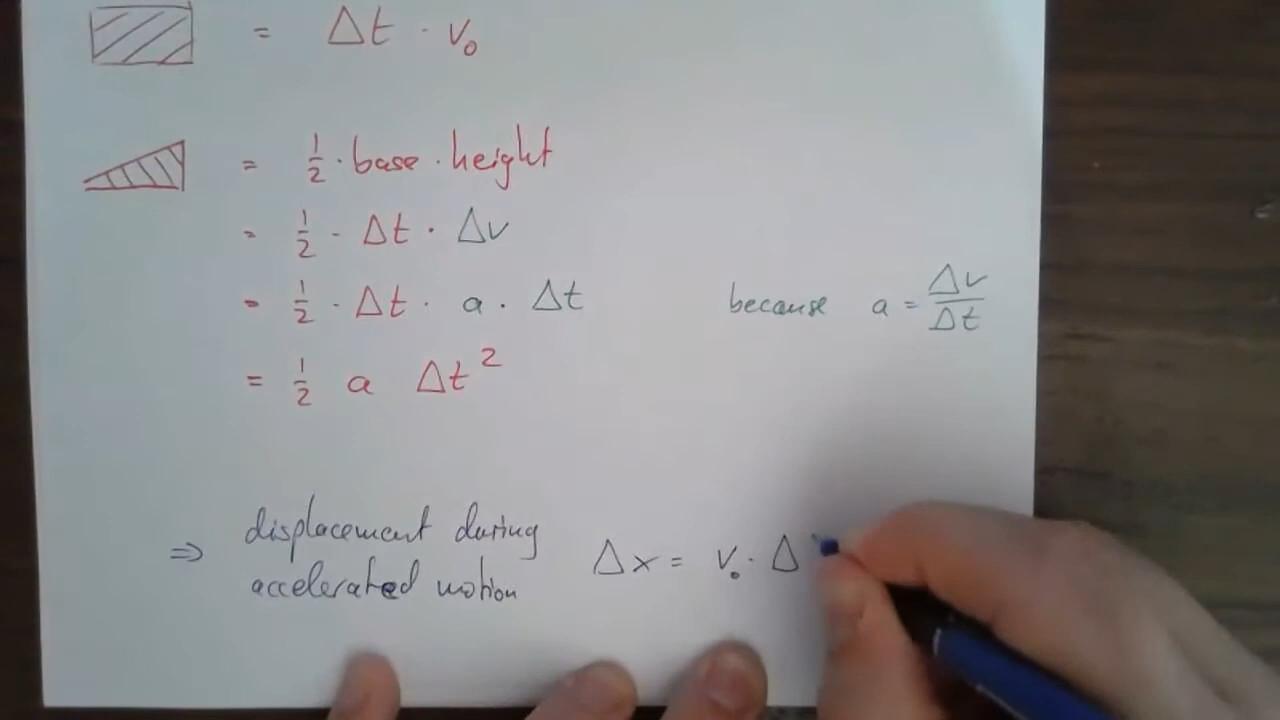 = Δt · v₀
= 1/2 · base · height
= 1/2 · Δt · Δv
= 1/2 · Δt · a · Δt because a = Δv/Δt
= 1/2 a Δt²
⇒ displacement during
accelerated motion Δx = v₀ · Δ